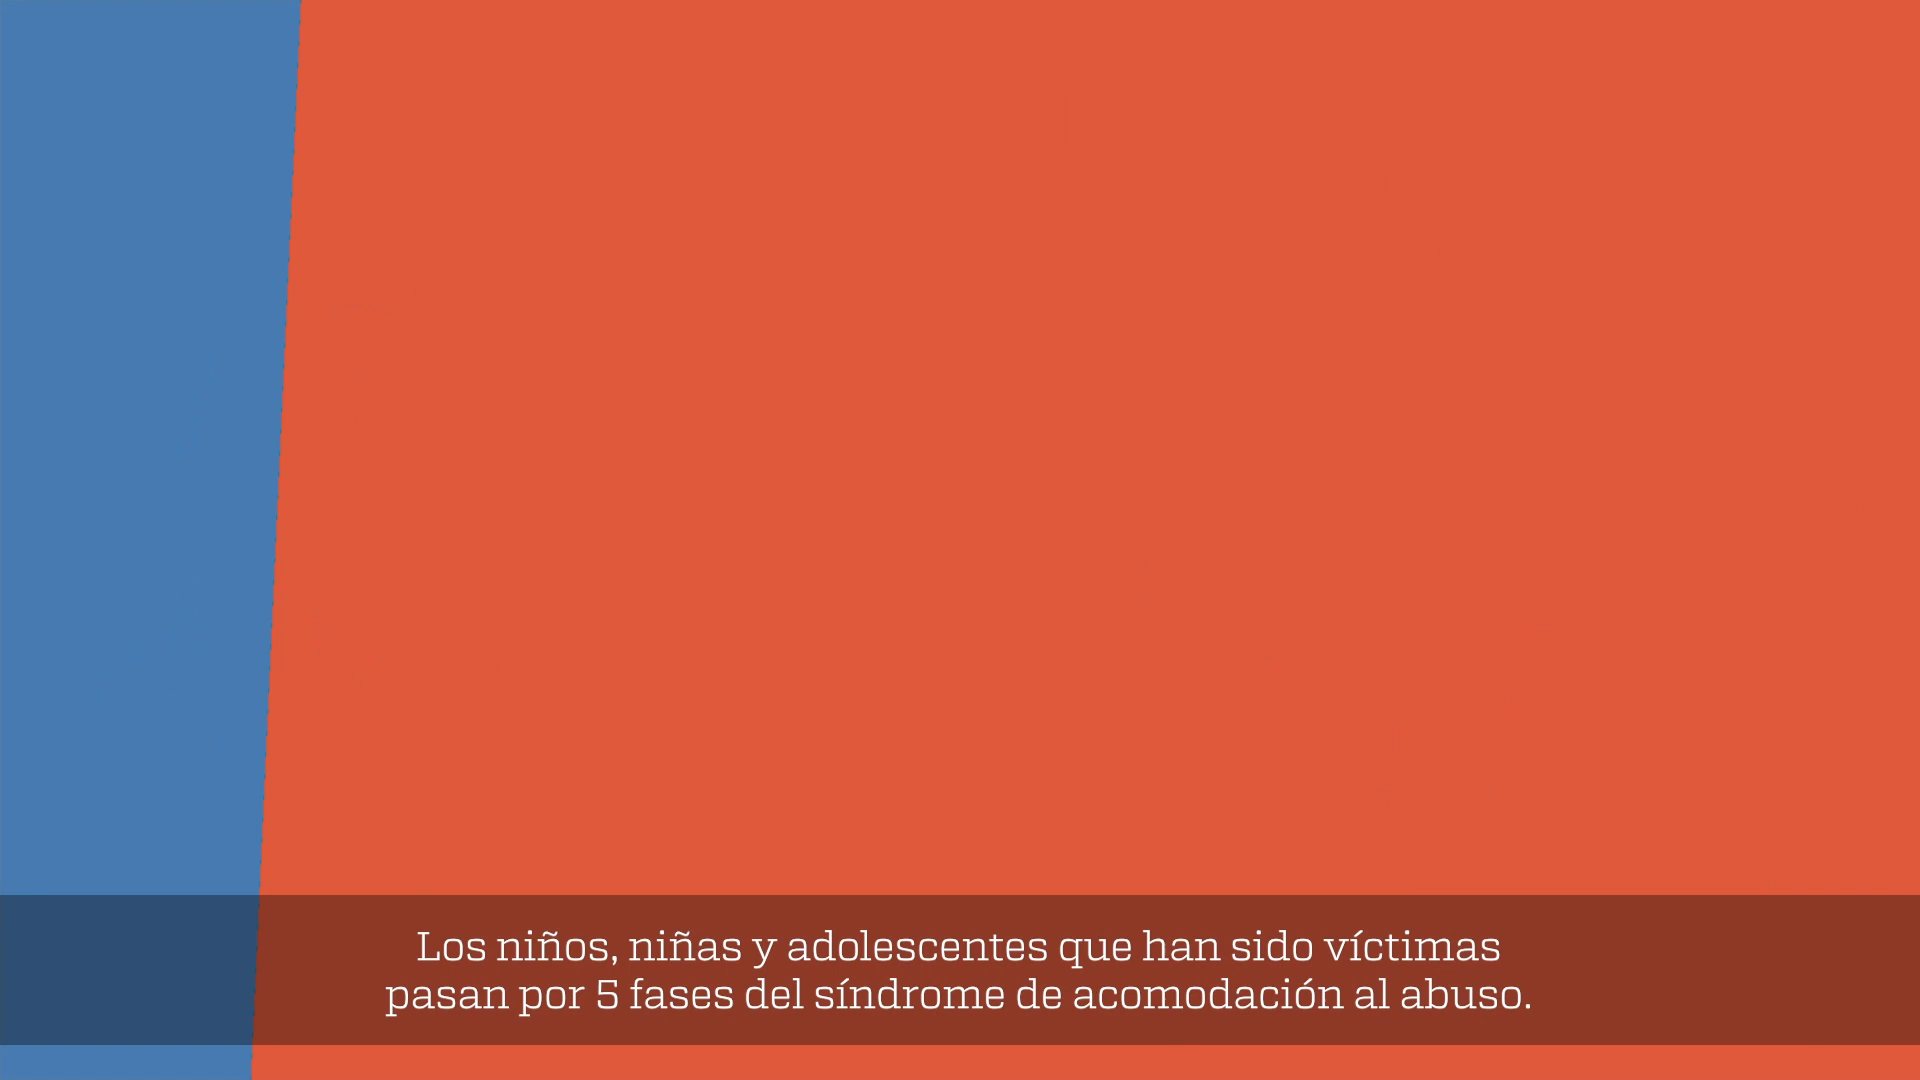 Los niños, niñas y adolescentes que han sido víctimas
pasan por 5 fases del síndrome de acomodación al abuso.